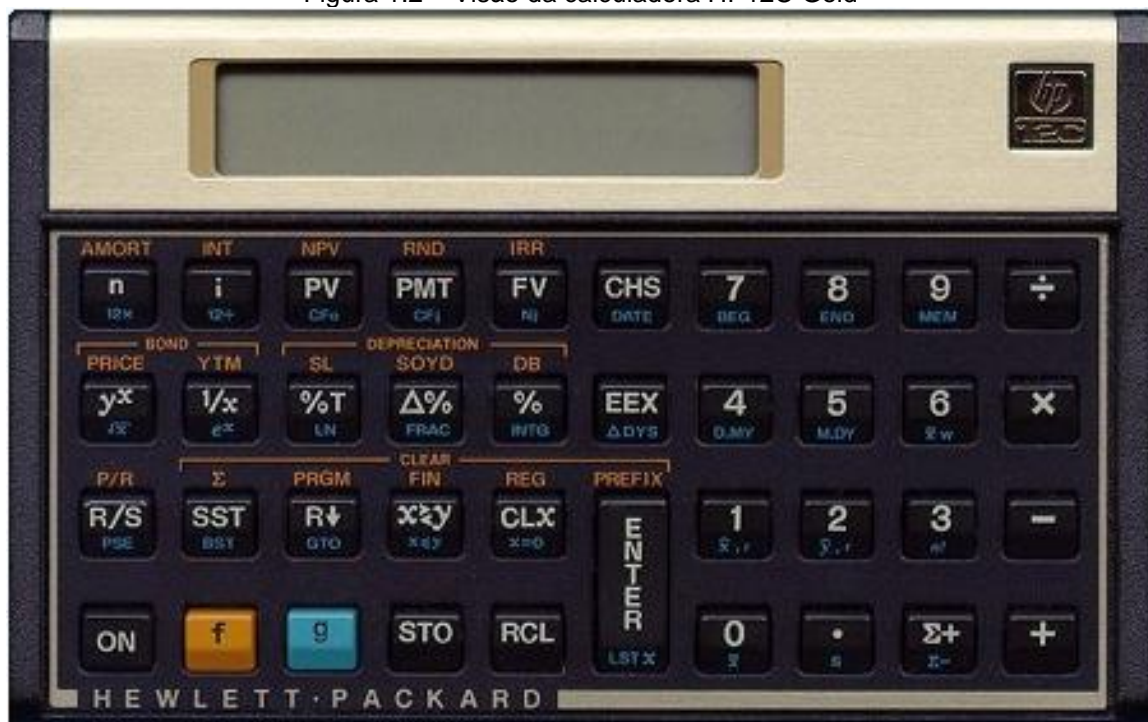 Figura 1.2 – Visão da calculadora HP12C Gold
hp
12C
AMORT INT NPV RND IRR
n i PV PMT FV CHS 7 8 9 ÷
12× 12÷ CFo CFj Nj DATE BEG END MEM
BOND DEPRECIATION
PRICE YTM SL SOYD DB
yˣ 1/x %T Δ% % EEX 4 5 6 ×
√x eˣ LN FRAC INTG ΔDYS D.MY M.DY x̄w
CLEAR
P/R Σ PRGM FIN REG PREFIX
R/S SST R↓ x≷y CLX ENTER 1 2 3 −
PSE BST GTO x≤y x=0 x̂,r ŷ,r n!
ON f g STO RCL 0 . Σ+ +
LSTX x̄ s Σ−
HEWLETT·PACKARD